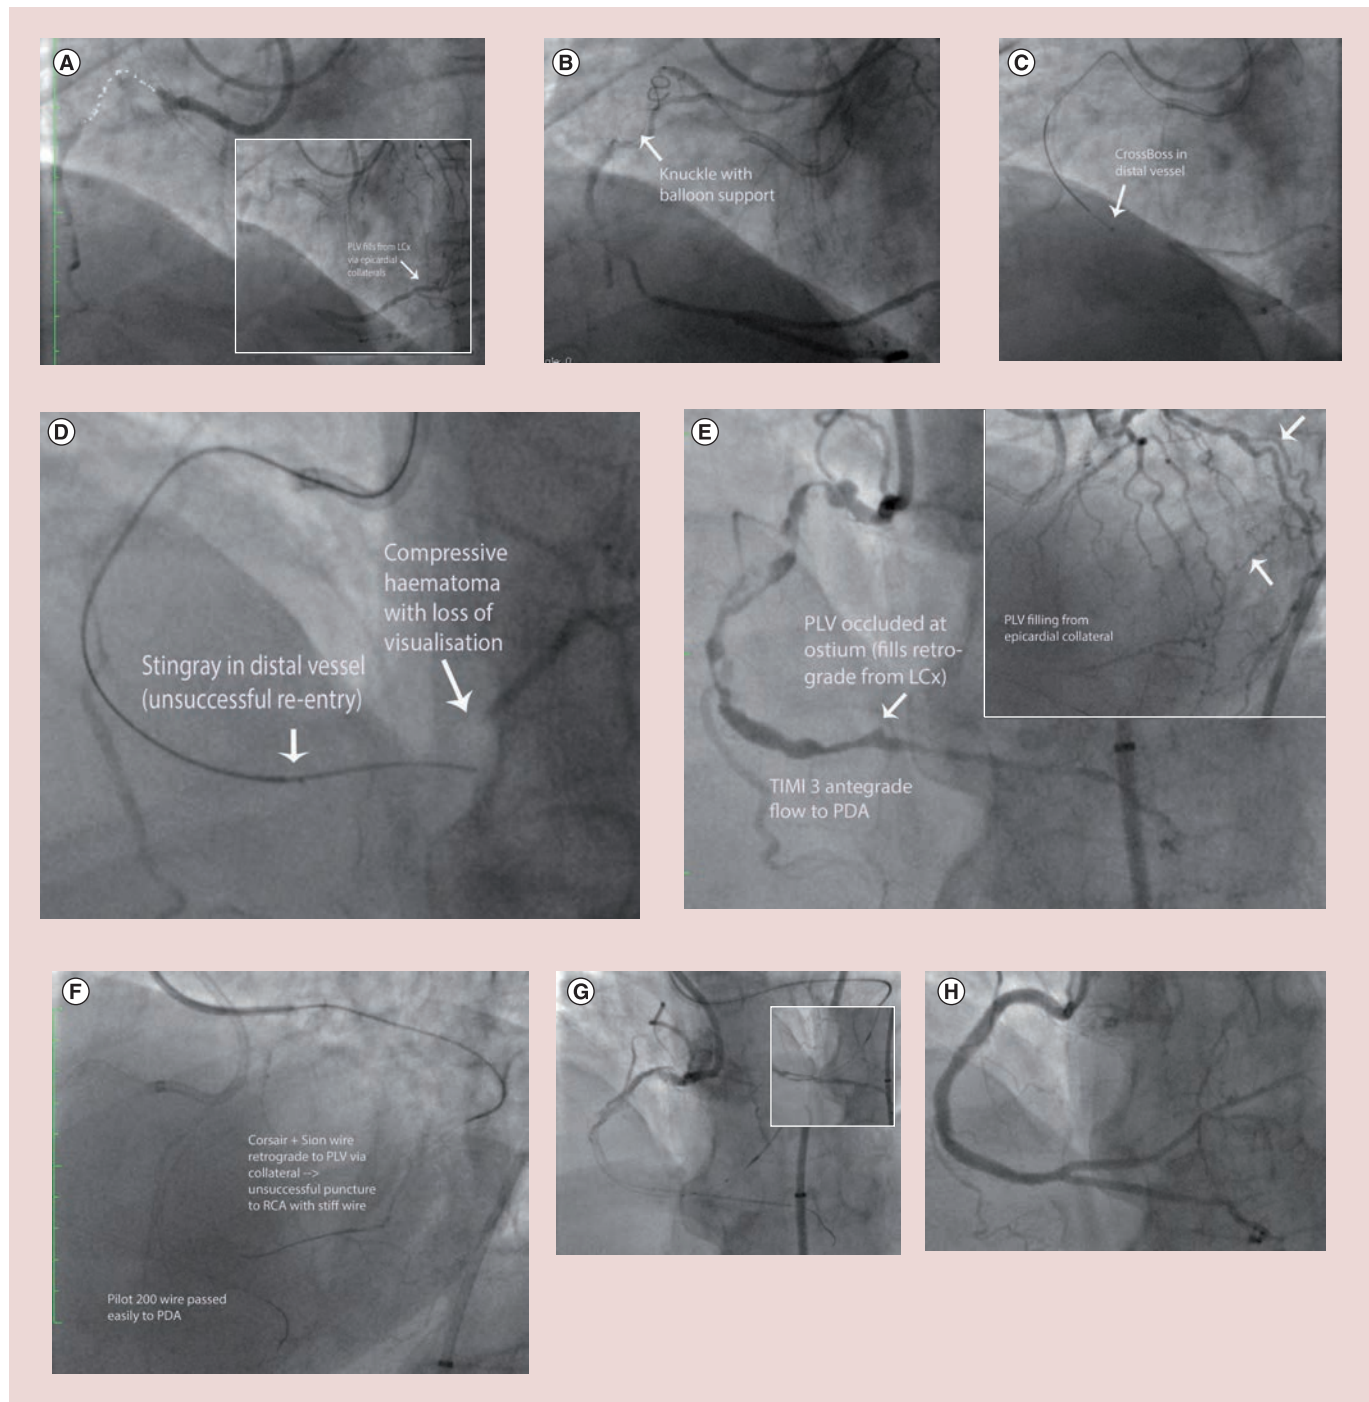 A
PLV fills from LCx
via epicardial
collaterals
B
Knuckle with
balloon support
C
CrossBoss in
distal vessel
D
Compressive
haematoma
with loss of
visualisation
Stingray in distal vessel
(unsuccessful re-entry)
E
PLV occluded at
ostium (fills retro-
grade from LCx)
TIMI 3 antegrade
flow to PDA
PLV filling from
epicardial collateral
F
Corsair + Sion wire
retrograde to PLV via
collateral -->
unsuccessful puncture
to RCA with stiff wire
Pilot 200 wire passed
easily to PDA
G
H